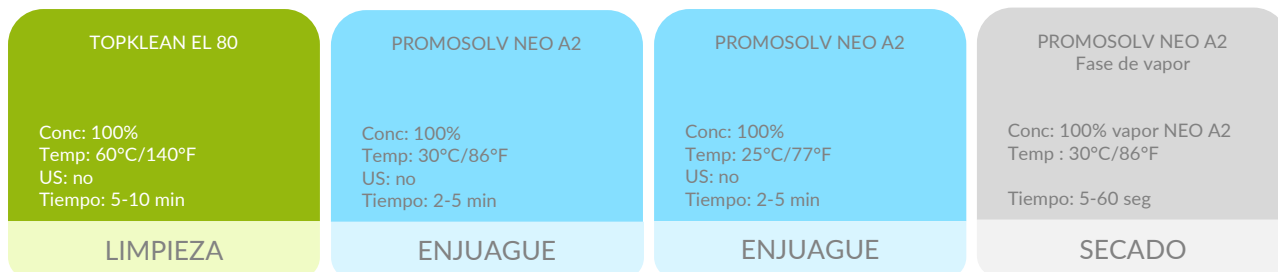 TOPKLEAN EL 80
Conc: 100%
Temp: 60°C/140°F
US: no
Tiempo: 5-10 min
LIMPIEZA
PROMOSOLV NEO A2
Conc: 100%
Temp: 30°C/86°F
US: no
Tiempo: 2-5 min
ENJUAGUE
PROMOSOLV NEO A2
Conc: 100%
Temp: 25°C/77°F
US: no
Tiempo: 2-5 min
ENJUAGUE
PROMOSOLV NEO A2
Fase de vapor
Conc: 100% vapor NEO A2
Temp : 30°C/86°F
Tiempo: 5-60 seg
SECADO